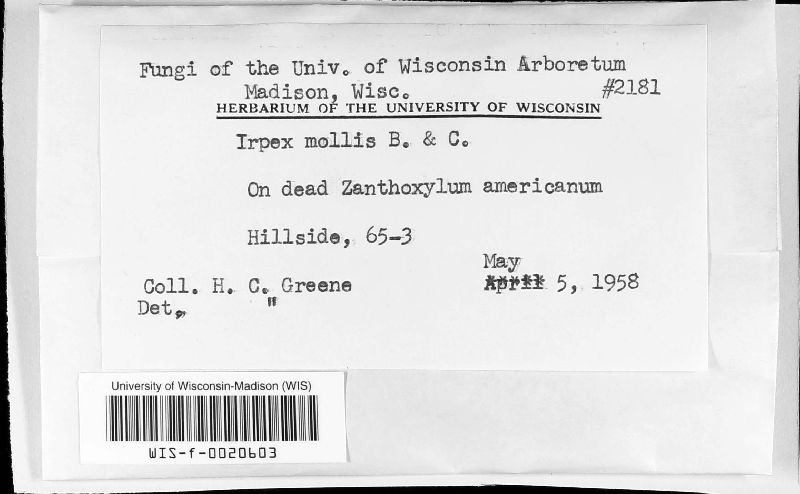 Fungi of the Univ. of Wisconsin Arboretum
Madison, Wisc. #2181
HERBARIUM OF THE UNIVERSITY OF WISCONSIN
Irpex mollis B. & C.
On dead Zanthoxylum americanum
Hillside, 65-3
May
Coll. H. C. Greene April 5, 1958
Det. "
University of Wisconsin-Madison (WIS)
WIS-f-0020603